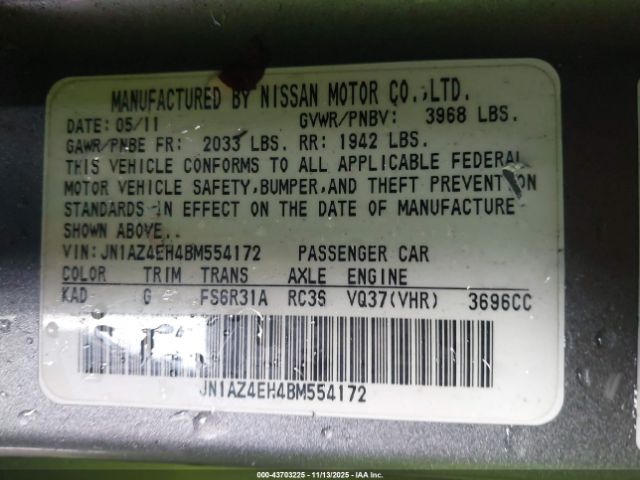 MANUFACTURED BY NISSAN MOTOR CO., LTD.
DATE: 05/11 GVWR/PNBV: 3968 LBS.
GAWR/PNBE FR: 2033 LBS. RR: 1942 LBS.
THIS VEHICLE CONFORMS TO ALL APPLICABLE FEDERAL
MOTOR VEHICLE SAFETY, BUMPER, AND THEFT PREVENTION
STANDARDS IN EFFECT ON THE DATE OF MANUFACTURE
SHOWN ABOVE..
VIN: JN1AZ4EH4BM554172 PASSENGER CAR
COLOR TRIM TRANS AXLE ENGINE
KAD G FS6R31A RC3S VQ37(VHR) 3696CC
JN1AZ4EH4BM554172
000-43703225 - 11/13/2025 - IAA Inc.